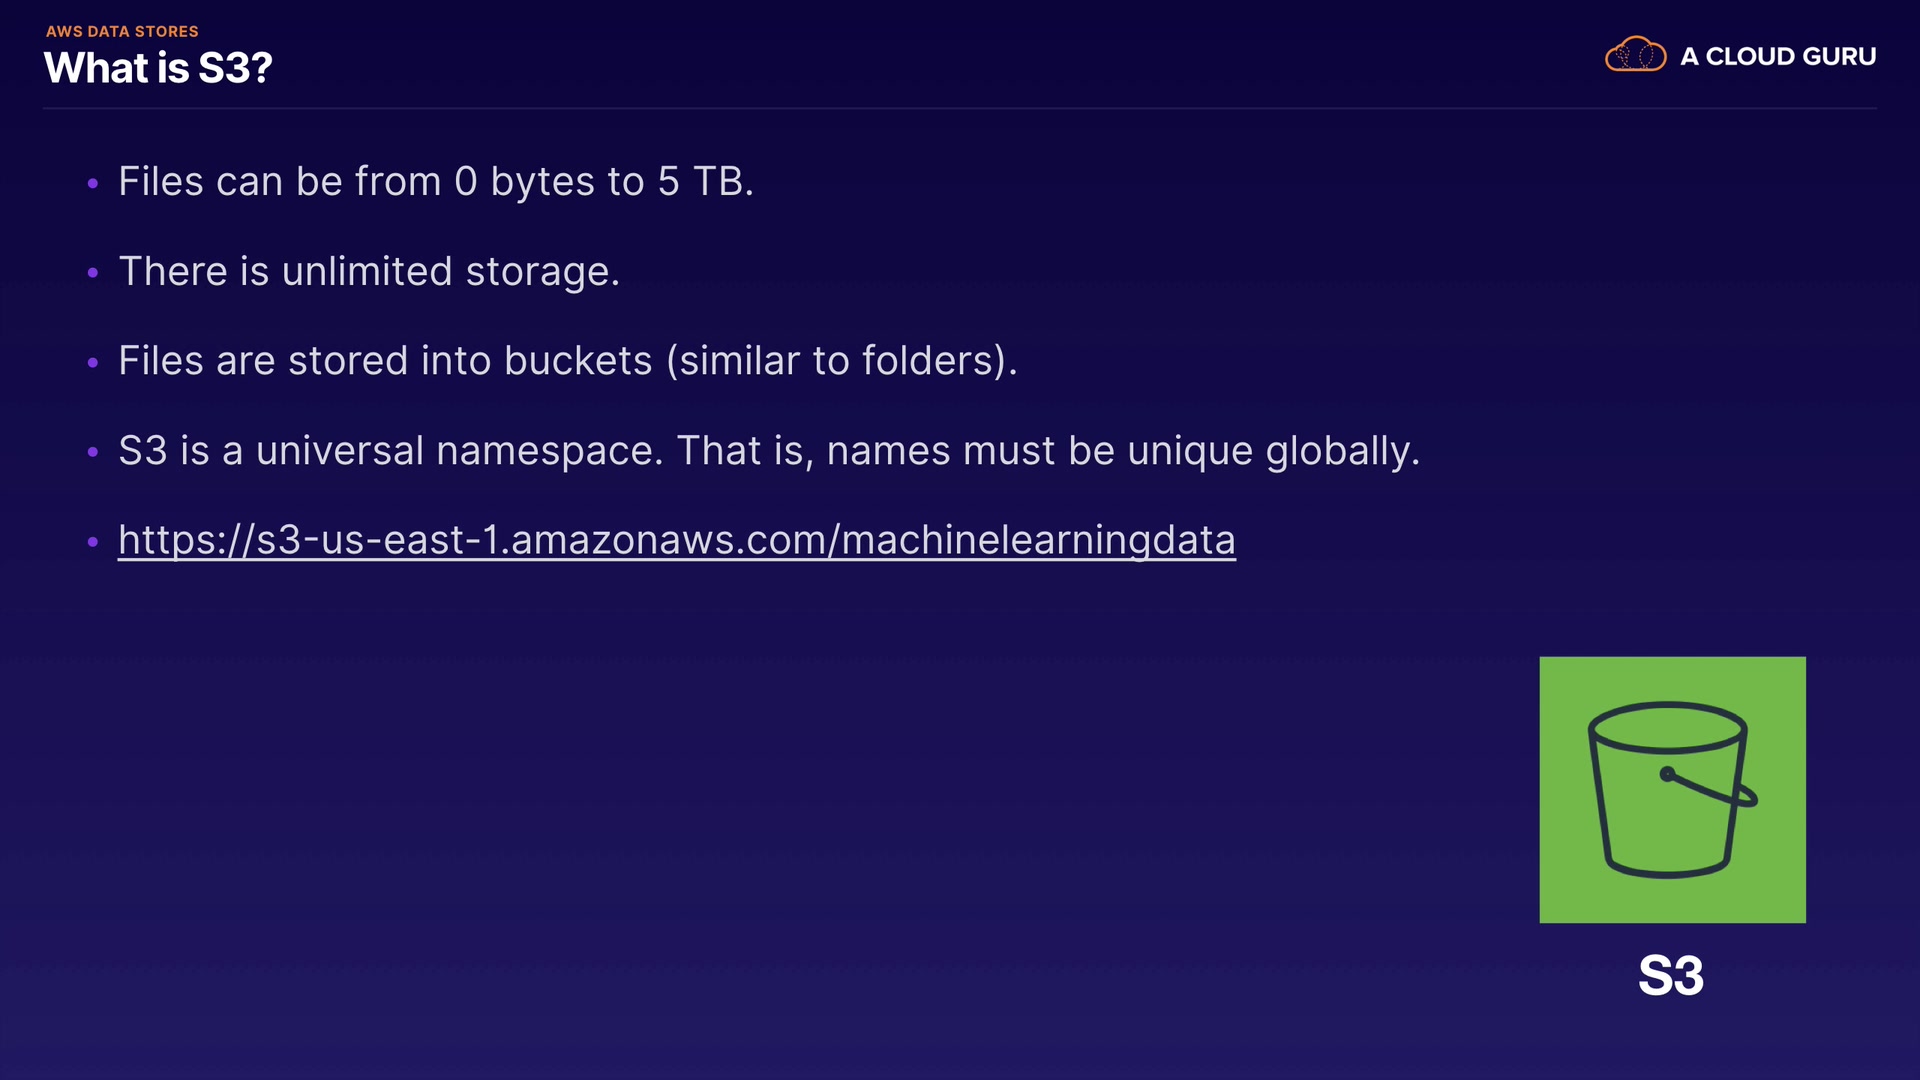 AWS DATA STORES
What is S3?
A CLOUD GURU
• Files can be from 0 bytes to 5 TB.
• There is unlimited storage.
• Files are stored into buckets (similar to folders).
• S3 is a universal namespace. That is, names must be unique globally.
• https://s3-us-east-1.amazonaws.com/machinelearningdata
S3